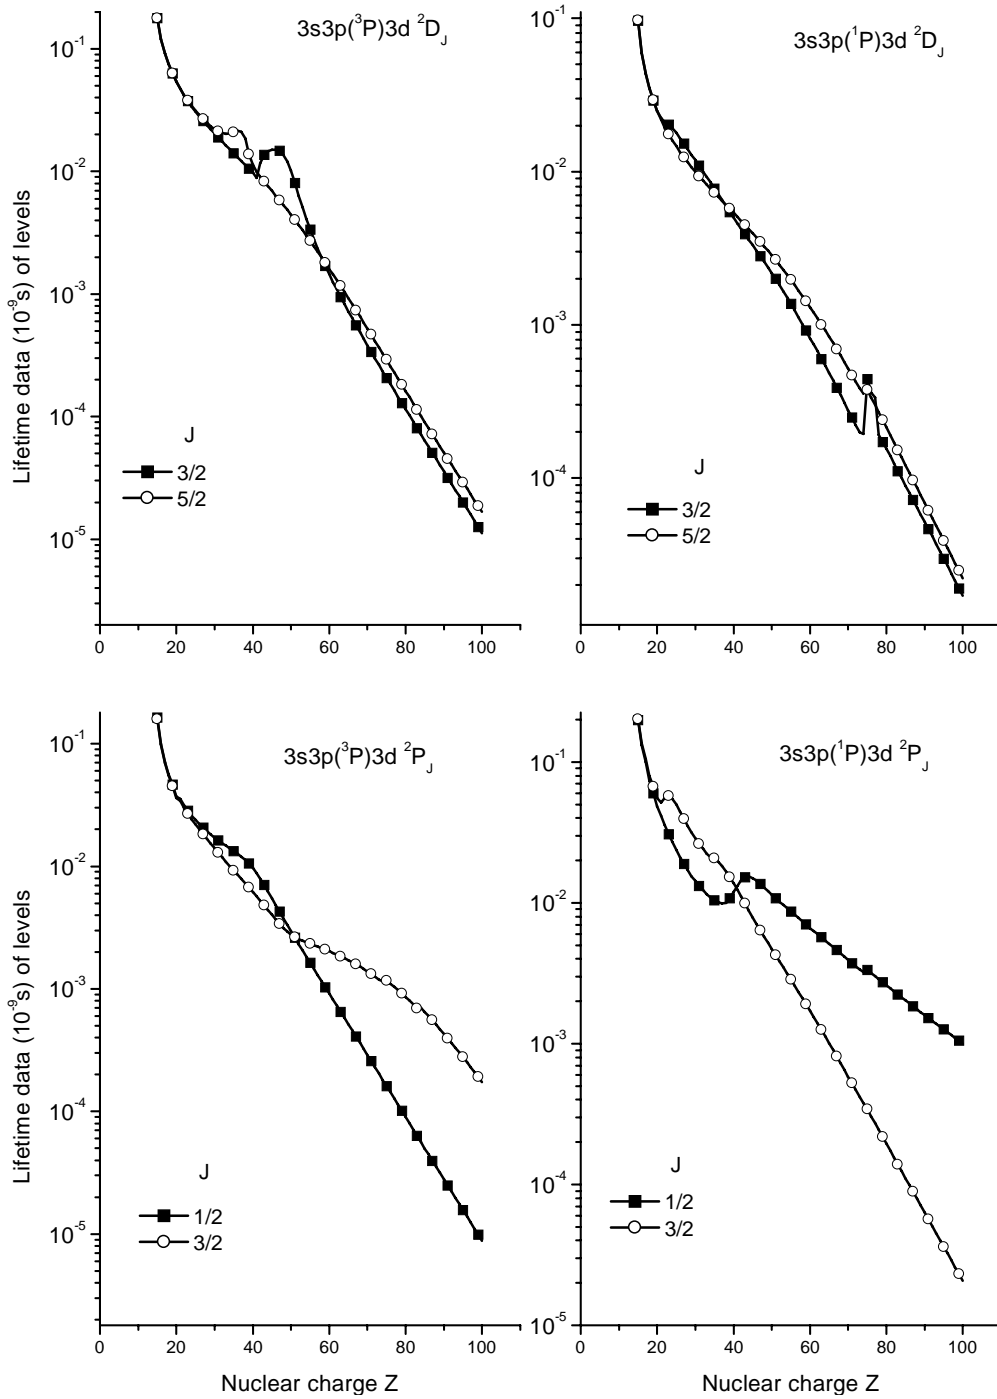 3s3p(³P)3d ²D_J
10⁻¹
10⁻²
10⁻³
10⁻⁴
10⁻⁵
Lifetime data (10⁻⁹s) of levels
J
3/2
5/2
0 20 40 60 80 100
3s3p(¹P)3d ²D_J
10⁻¹
10⁻²
10⁻³
10⁻⁴
J
3/2
5/2
0 20 40 60 80 100
3s3p(³P)3d ²P_J
10⁻¹
10⁻²
10⁻³
10⁻⁴
10⁻⁵
Lifetime data (10⁻⁹s) of levels
J
1/2
3/2
0 20 40 60 80 100
Nuclear charge Z
3s3p(¹P)3d ²P_J
10⁻¹
10⁻²
10⁻³
10⁻⁴
10⁻⁵
J
1/2
3/2
0 20 40 60 80 100
Nuclear charge Z